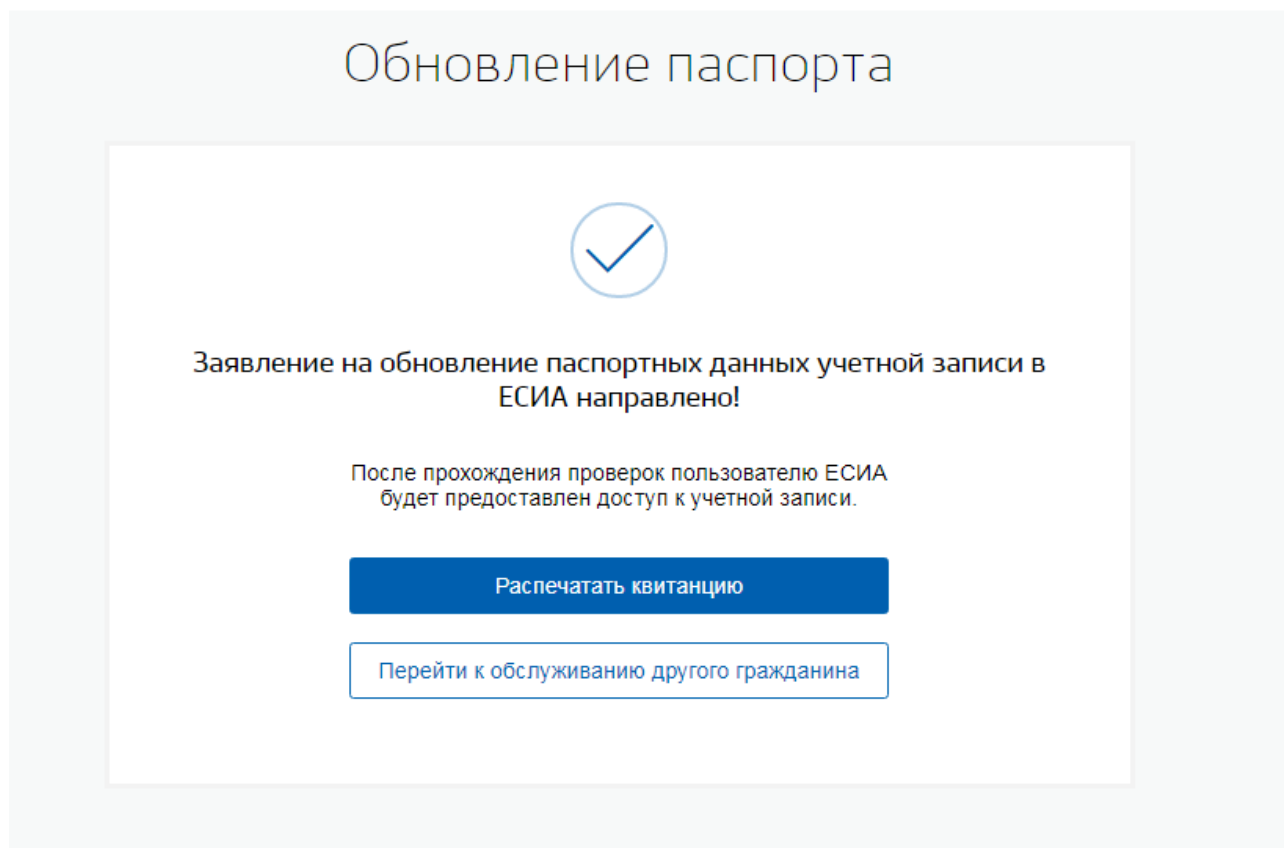 Обновление паспорта
Заявление на обновление паспортных данных учетной записи в
ЕСИА направлено!
После прохождения проверок пользователю ЕСИА
будет предоставлен доступ к учетной записи.
Распечатать квитанцию
Перейти к обслуживанию другого гражданина